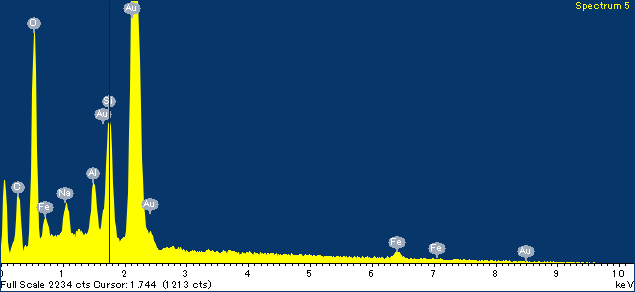 Spectrum 5
Au
O
Si
Au
Al
O
Na
Au
Fe
Fe
Fe
Au
0 1 2 3 4 5 6 7 8 9 10
Full Scale 2234 cts Cursor: 1.744 (1213 cts) keV